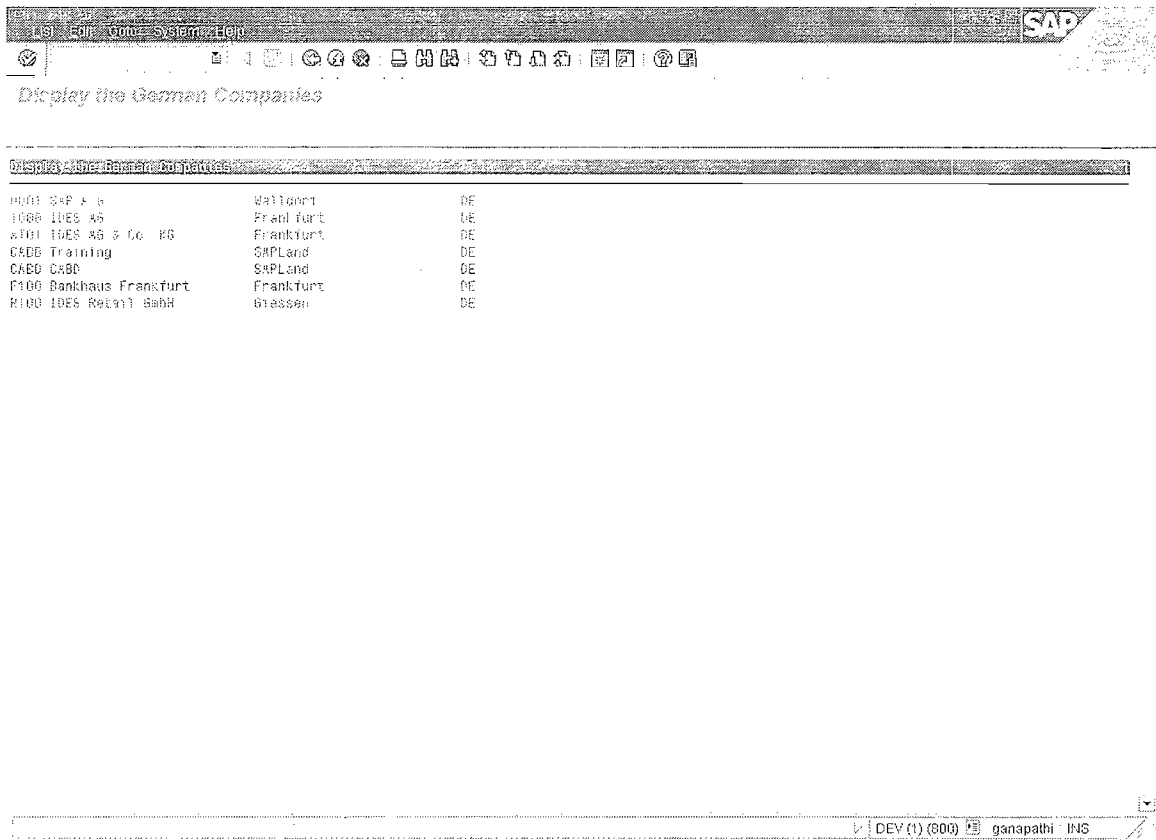 List Edit Goto System Help
SAP
Display the German Companies
Display the German Companies
0001 SAP A G Walldorf DE
1000 IDES AG Frankfurt DE
AT01 IDES AG & Co KG Frankfurt DE
CABB Training SAPLand DE
CABD CABD SAPLand DE
F100 Bankhaus Frankfurt Frankfurt DE
R100 IDES Retail GmbH Giessen DE
DEV (1) (800) ganapathi INS